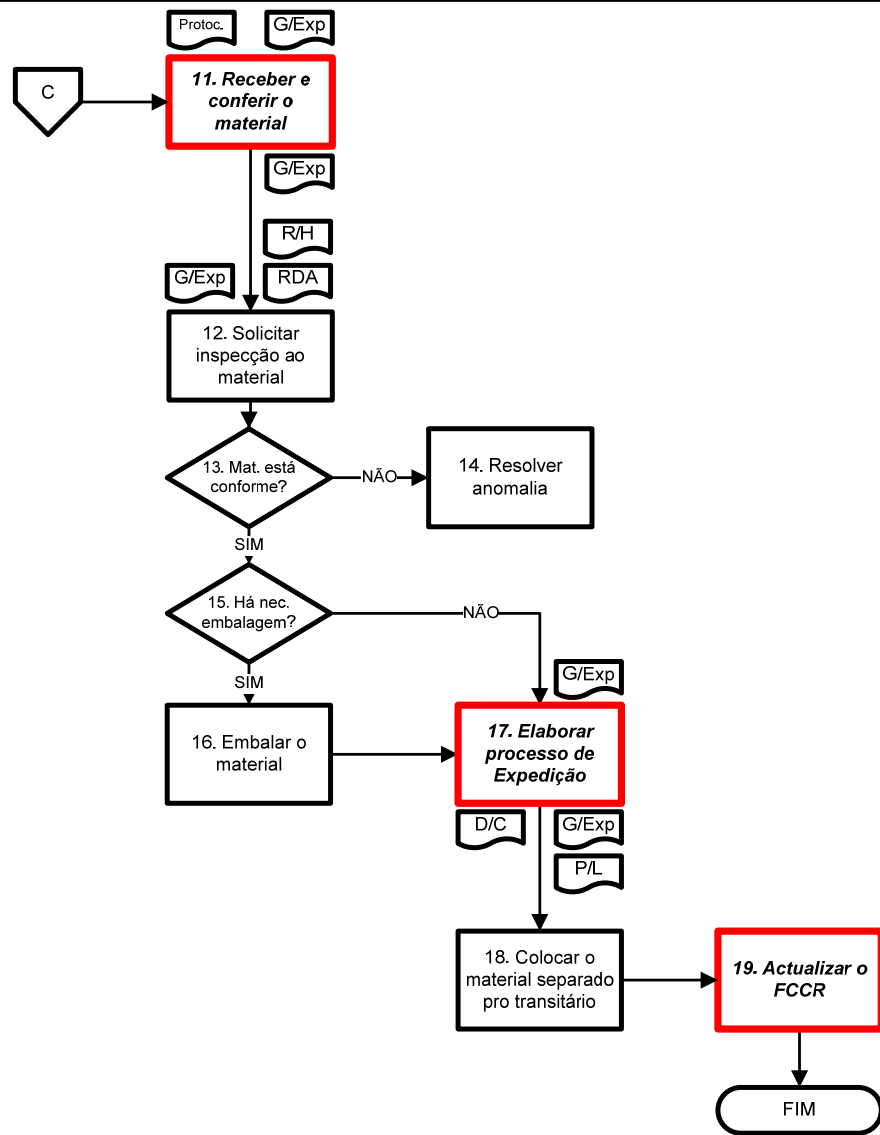 Protoc.
G/Exp
C
11. Receber e
conferir o
material
G/Exp
R/H
G/Exp
RDA
12. Solicitar
inspecção ao
material
13. Mat. está
conforme?
NÃO
14. Resolver
anomalia
SIM
15. Há nec.
embalagem?
NÃO
SIM
G/Exp
16. Embalar o
material
17. Elaborar
processo de
Expedição
D/C
G/Exp
P/L
18. Colocar o
material separado
pro transitário
19. Actualizar o
FCCR
FIM